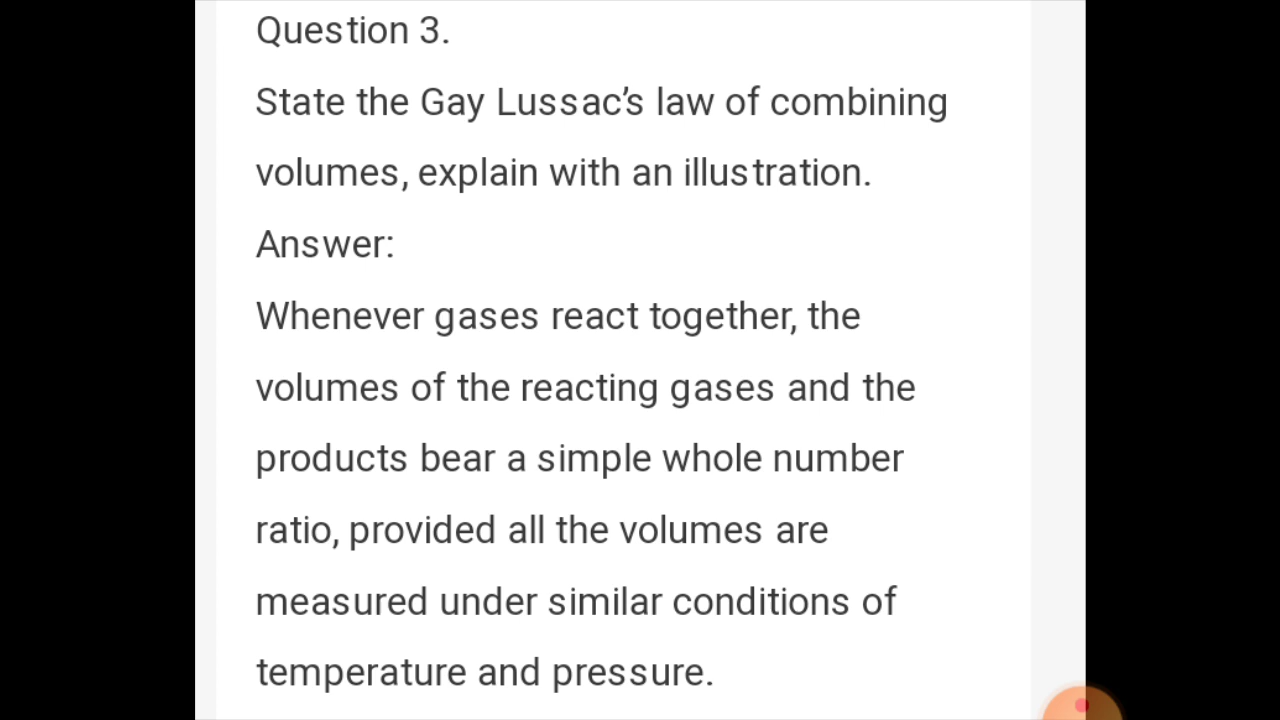 Question 3.
State the Gay Lussac’s law of combining
volumes, explain with an illustration.
Answer:
Whenever gases react together, the
volumes of the reacting gases and the
products bear a simple whole number
ratio, provided all the volumes are
measured under similar conditions of
temperature and pressure.